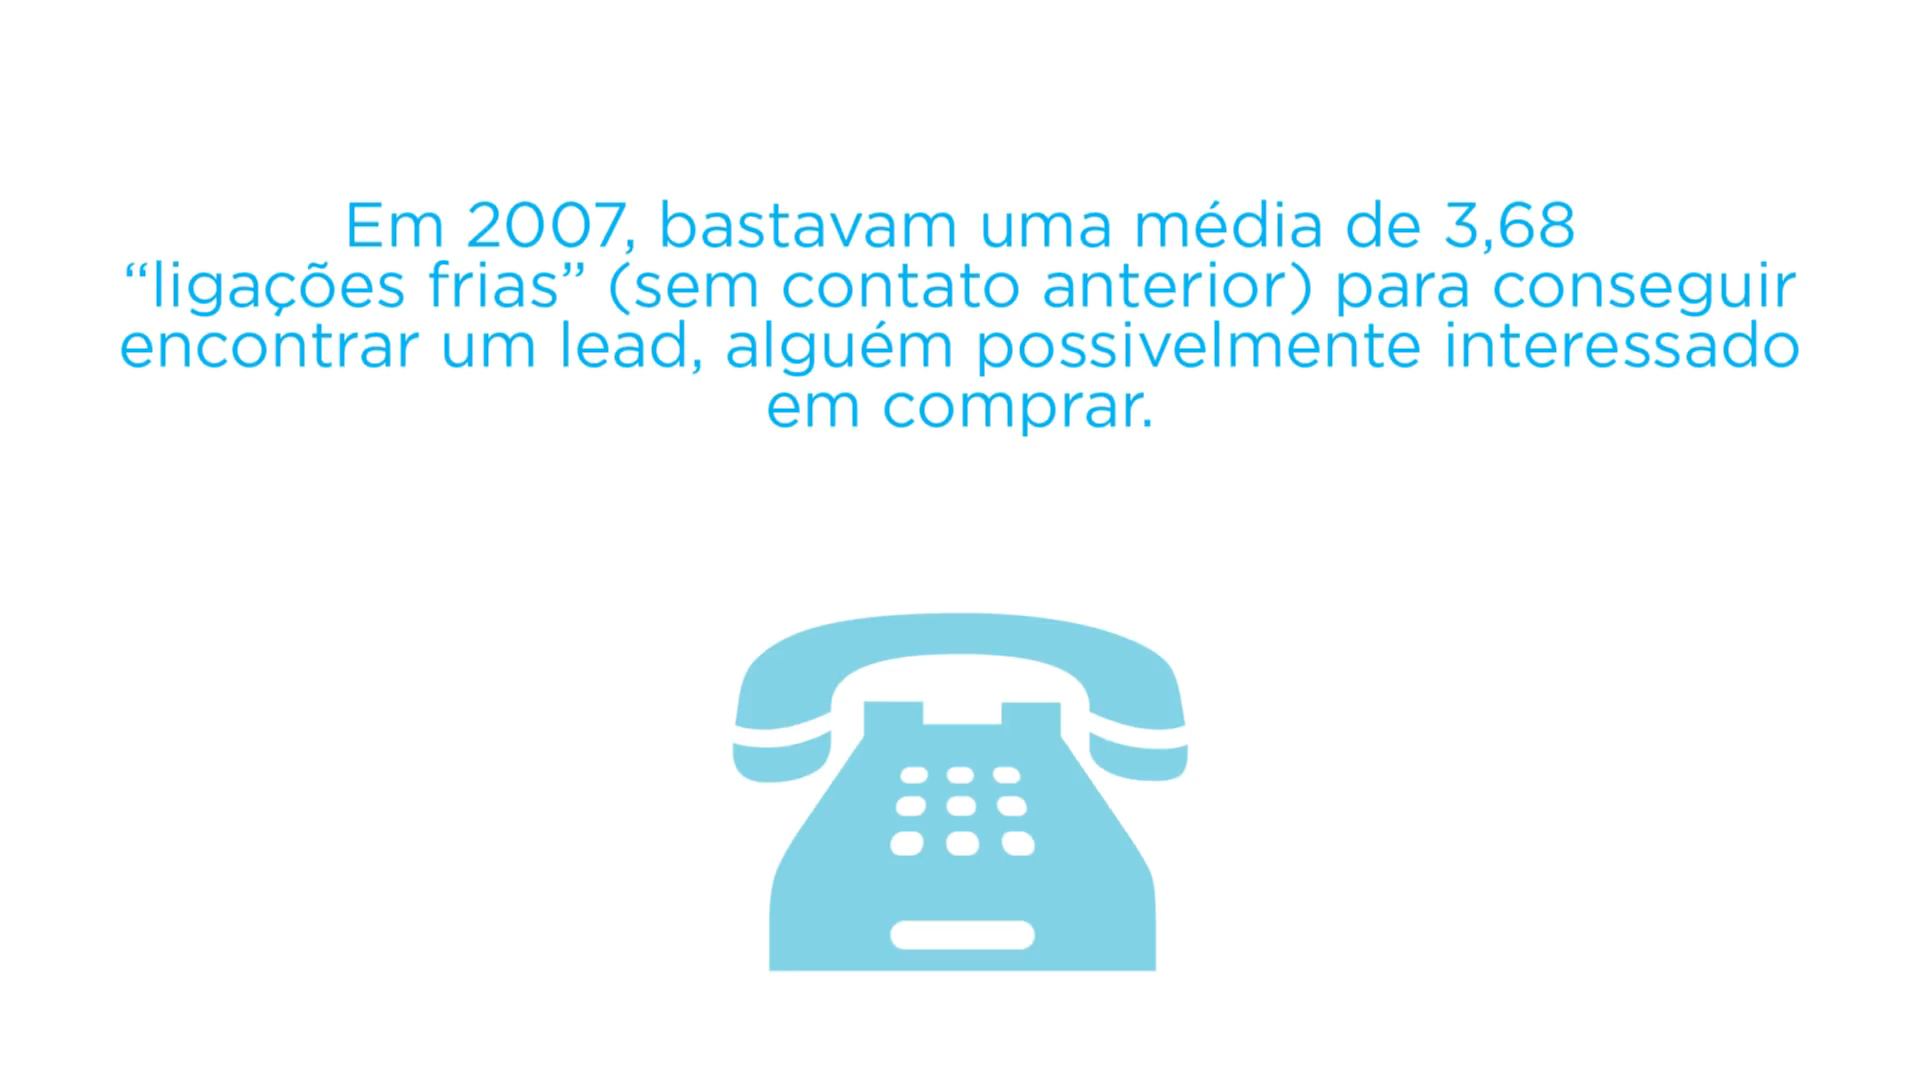 Em 2007, bastavam uma média de 3,68
“ligações frias” (sem contato anterior) para conseguir
encontrar um lead, alguém possivelmente interessado
em comprar.